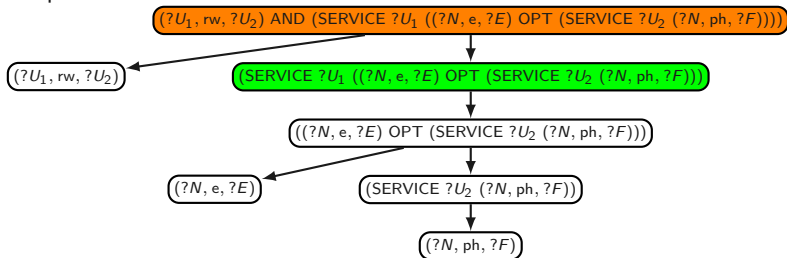 (?U₁, rw, ?U₂) AND (SERVICE ?U₁ ((?N, e, ?E) OPT (SERVICE ?U₂ (?N, ph, ?F))))
(?U₁, rw, ?U₂)
(SERVICE ?U₁ ((?N, e, ?E) OPT (SERVICE ?U₂ (?N, ph, ?F)))
((?N, e, ?E) OPT (SERVICE ?U₂ (?N, ph, ?F)))
(?N, e, ?E)
(SERVICE ?U₂ (?N, ph, ?F))
(?N, ph, ?F)